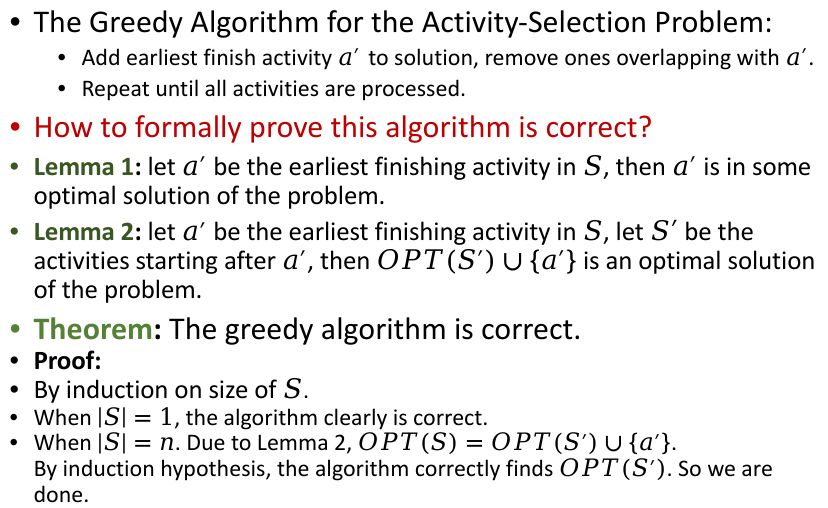 • The Greedy Algorithm for the Activity-Selection Problem:
• Add earliest finish activity a′ to solution, remove ones overlapping with a′.
• Repeat until all activities are processed.
• How to formally prove this algorithm is correct?
• Lemma 1: let a′ be the earliest finishing activity in S, then a′ is in some
optimal solution of the problem.
• Lemma 2: let a′ be the earliest finishing activity in S, let S′ be the
activities starting after a′, then OPT(S′) ∪ {a′} is an optimal solution
of the problem.
• Theorem: The greedy algorithm is correct.
• Proof:
• By induction on size of S.
• When |S| = 1, the algorithm clearly is correct.
• When |S| = n. Due to Lemma 2, OPT(S) = OPT(S′) ∪ {a′}.
By induction hypothesis, the algorithm correctly finds OPT(S′). So we are
done.